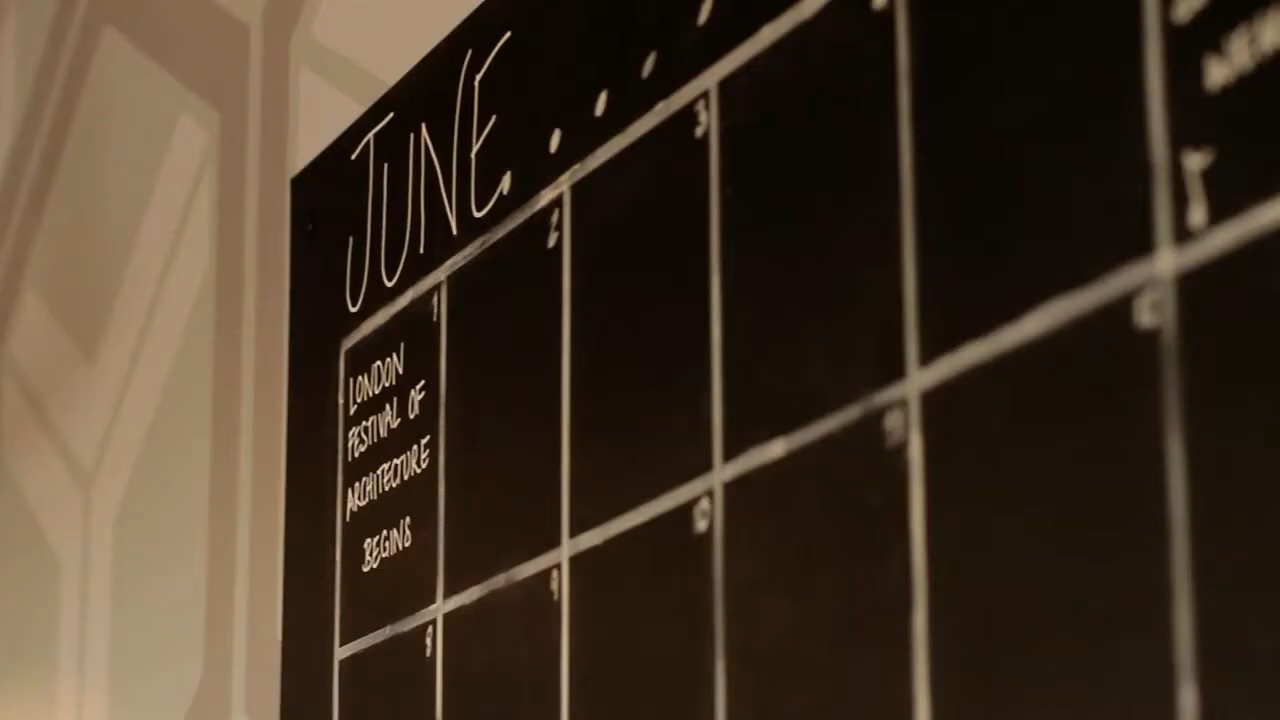 JUNE.
1
2
3
LONDON
FESTIVAL OF
ARCHITECTURE
BEGINS
8
9
10